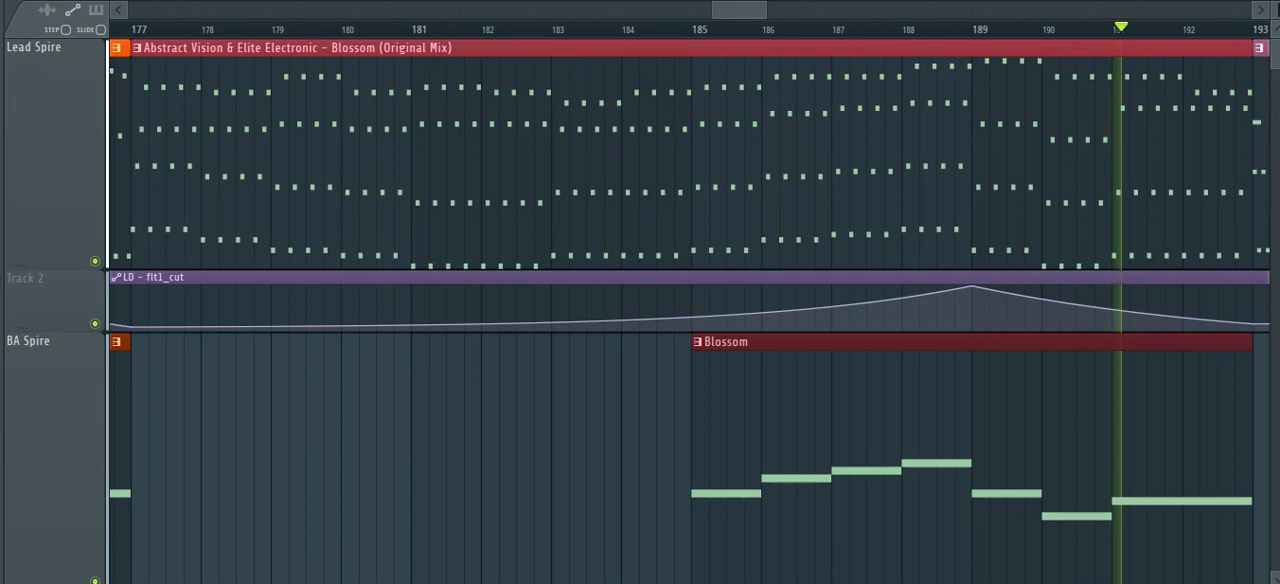 STEP SLIDE
177 178 179 180 181 182 183 184 185 186 187 188 189 190 192 193
Lead Spire
Abstract Vision & Elite Electronic - Blossom (Original Mix)
Track 2
LD - flt1_cut
BA Spire
Blossom